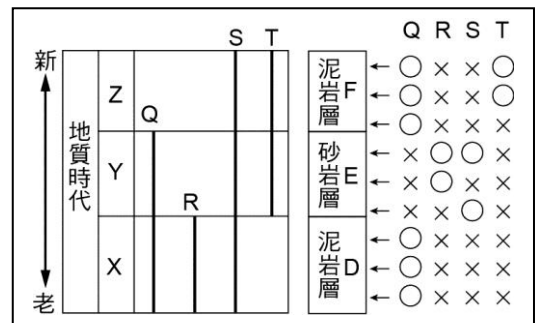 Q R S T
新
老
地質時代
Z
Y
X
Q
R
S T
泥岩層F
砂岩層E
泥岩層D
← ○ × × ○
← ○ × × ○
← ○ × × ×
← × ○ ○ ×
← × ○ × ×
← × × ○ ×
← ○ × × ×
← ○ × × ×
← ○ × × ×